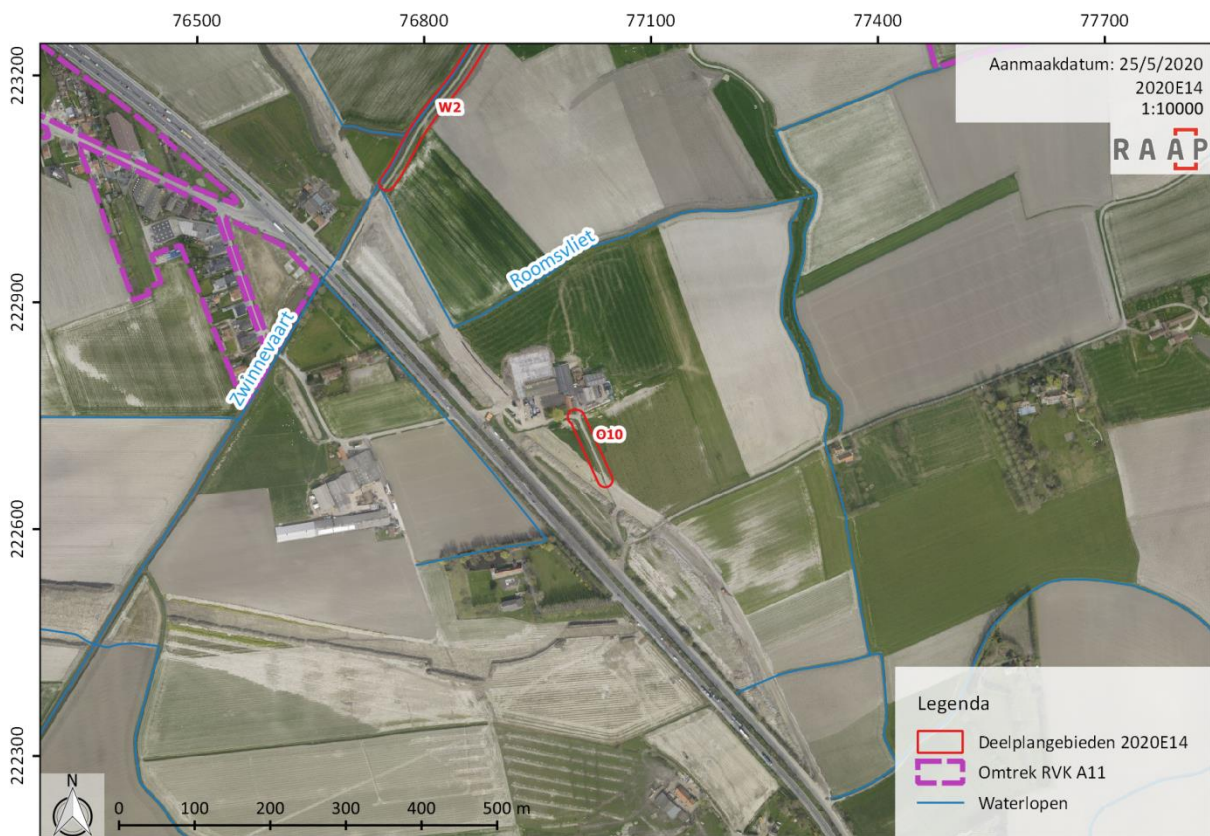 76500 76800 77100 77400 77700
223200
222900
222600
222300
Aanmaakdatum: 25/5/2020
2020E14
1:10000
RAAP
W2
Roomsvliet
Zwinnevaart
O10
Legenda
Deelplangebieden 2020E14
Omtrek RVK A11
Waterlopen
N
0 100 200 300 400 500 m